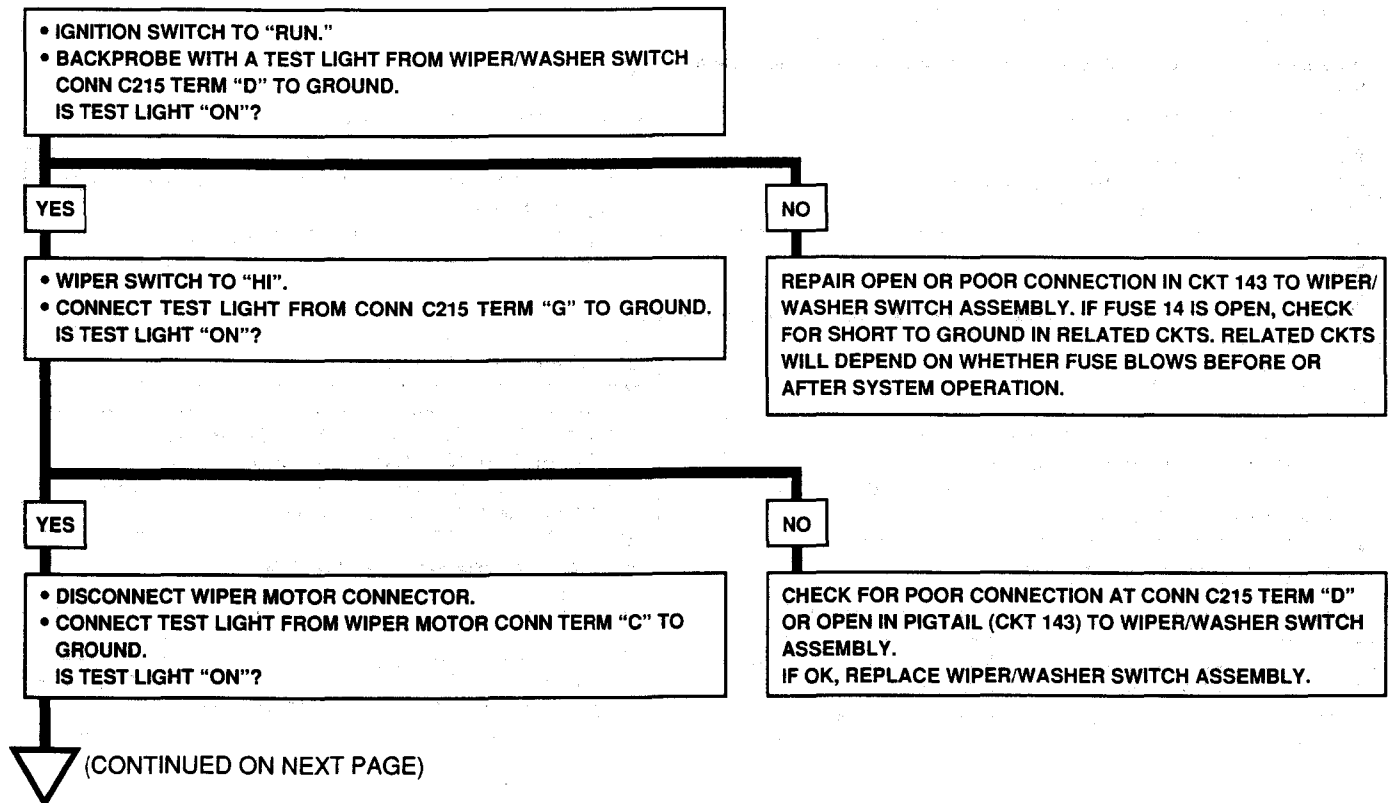 • IGNITION SWITCH TO “RUN.”
• BACKPROBE WITH A TEST LIGHT FROM WIPER/WASHER SWITCH
CONN C215 TERM “D” TO GROUND.
IS TEST LIGHT “ON”?
YES
NO
• WIPER SWITCH TO “HI”.
• CONNECT TEST LIGHT FROM CONN C215 TERM “G” TO GROUND.
IS TEST LIGHT “ON”?
REPAIR OPEN OR POOR CONNECTION IN CKT 143 TO WIPER/
WASHER SWITCH ASSEMBLY. IF FUSE 14 IS OPEN, CHECK
FOR SHORT TO GROUND IN RELATED CKTS. RELATED CKTS
WILL DEPEND ON WHETHER FUSE BLOWS BEFORE OR
AFTER SYSTEM OPERATION.
YES
NO
• DISCONNECT WIPER MOTOR CONNECTOR.
• CONNECT TEST LIGHT FROM WIPER MOTOR CONN TERM “C” TO
GROUND.
IS TEST LIGHT “ON”?
CHECK FOR POOR CONNECTION AT CONN C215 TERM “D”
OR OPEN IN PIGTAIL (CKT 143) TO WIPER/WASHER SWITCH
ASSEMBLY.
IF OK, REPLACE WIPER/WASHER SWITCH ASSEMBLY.
(CONTINUED ON NEXT PAGE)